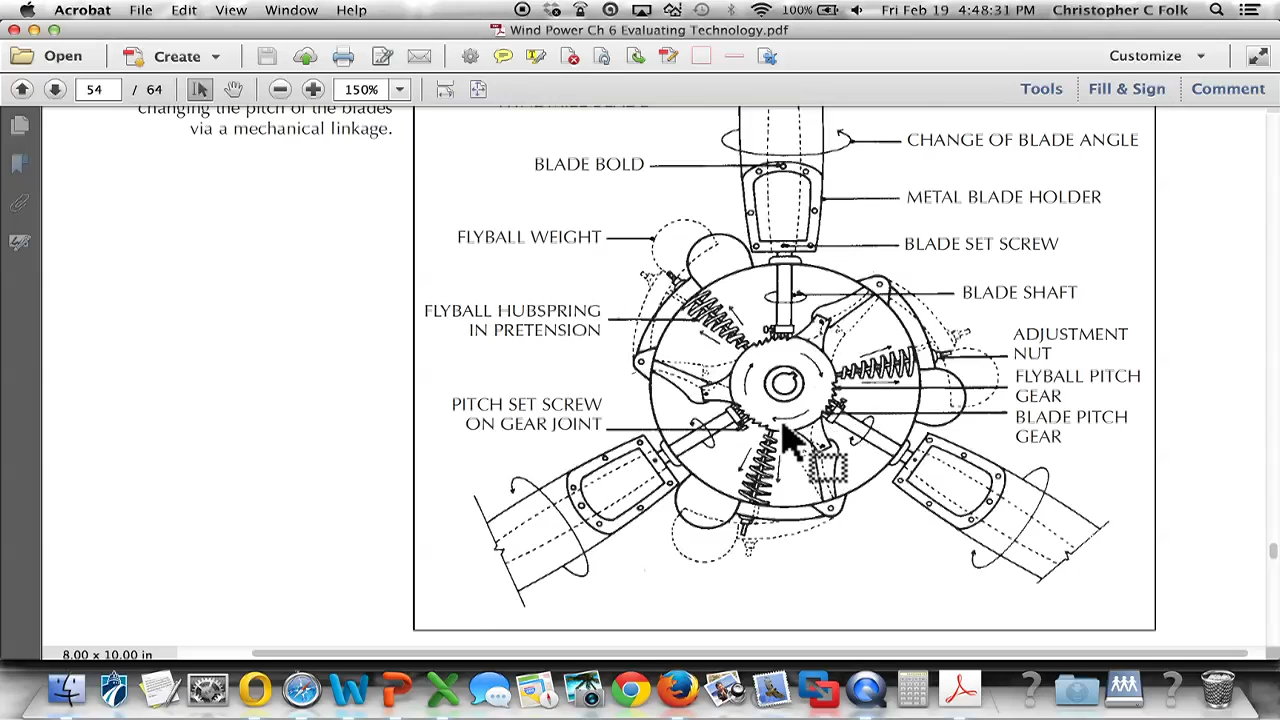 Acrobat File Edit View Window Help 100% Fri Feb 19 4:48:31 PM Christopher C Folk
Wind Power Ch 6 Evaluating Technology.pdf
Open Create Customize
54 / 64 150% Tools Fill & Sign Comment
changing the pitch of the blades
via a mechanical linkage.
CHANGE OF BLADE ANGLE
BLADE BOLD
METAL BLADE HOLDER
FLYBALL WEIGHT
BLADE SET SCREW
BLADE SHAFT
FLYBALL HUBSPRING
IN PRETENSION
ADJUSTMENT
NUT
FLYBALL PITCH
GEAR
PITCH SET SCREW
ON GEAR JOINT
BLADE PITCH
GEAR
8.00 x 10.00 in